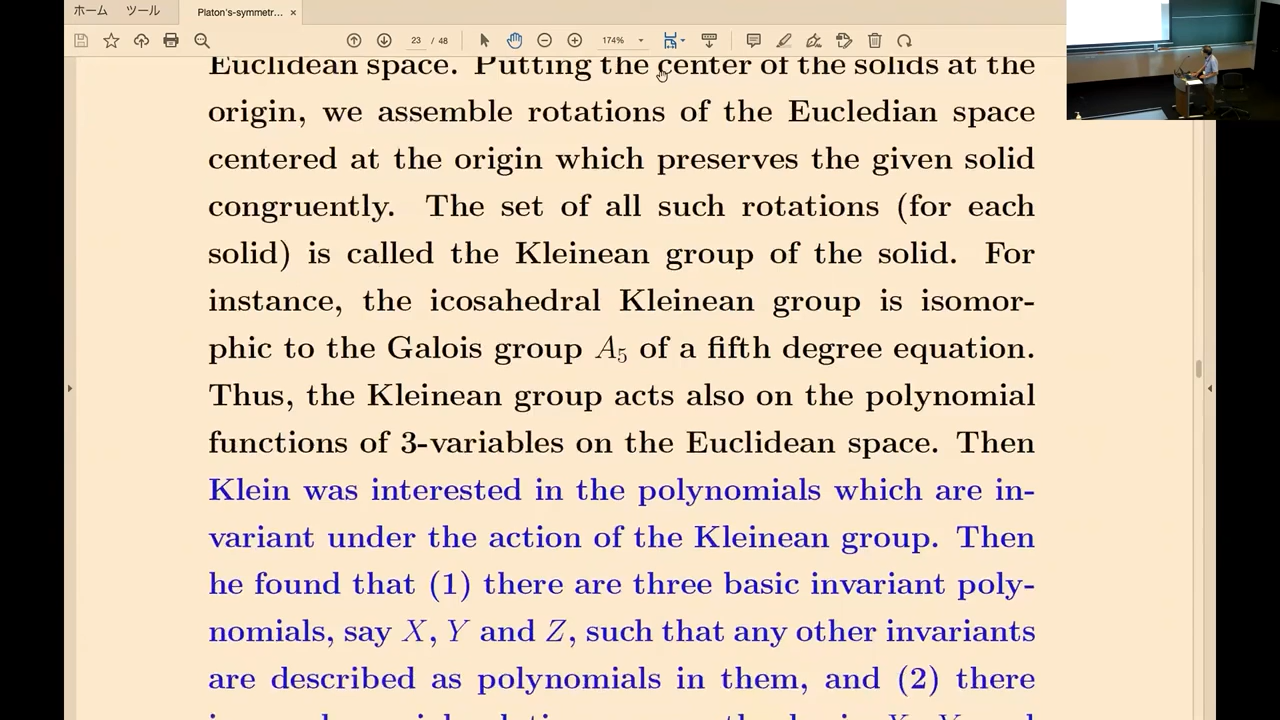 ホーム ツール Platon's-symmetr... ×
23 / 48 174%
Euclidean space. Putting the center of the solids at the
origin, we assemble rotations of the Eucledian space
centered at the origin which preserves the given solid
congruently. The set of all such rotations (for each
solid) is called the Kleinean group of the solid. For
instance, the icosahedral Kleinean group is isomor-
phic to the Galois group A₅ of a fifth degree equation.
Thus, the Kleinean group acts also on the polynomial
functions of 3-variables on the Euclidean space. Then
Klein was interested in the polynomials which are in-
variant under the action of the Kleinean group. Then
he found that (1) there are three basic invariant poly-
nomials, say X, Y and Z, such that any other invariants
are described as polynomials in them, and (2) there